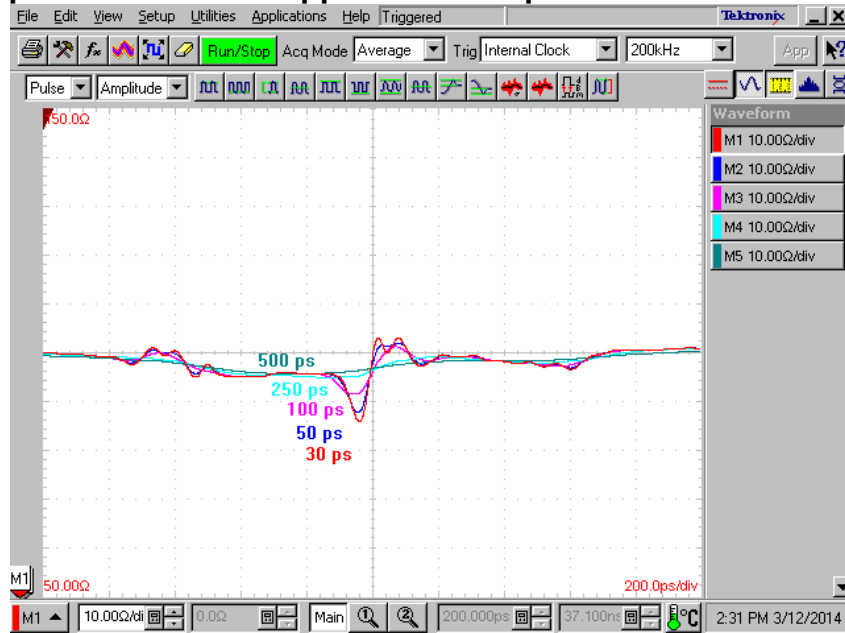 File Edit View Setup Utilities Applications Help Triggered Tektronix
Run/Stop Acq Mode Average Trig Internal Clock 200kHz App
Pulse Amplitude
50.0Ω
Waveform
M1 10.00Ω/div
M2 10.00Ω/div
M3 10.00Ω/div
M4 10.00Ω/div
M5 10.00Ω/div
500 ps
250 ps
100 ps
50 ps
30 ps
M1
50.00Ω 200.0ps/div
M1 10.00Ω/di 0.0Ω Main 1 2 200.000ps 37.100ns °C 2:31 PM 3/12/2014